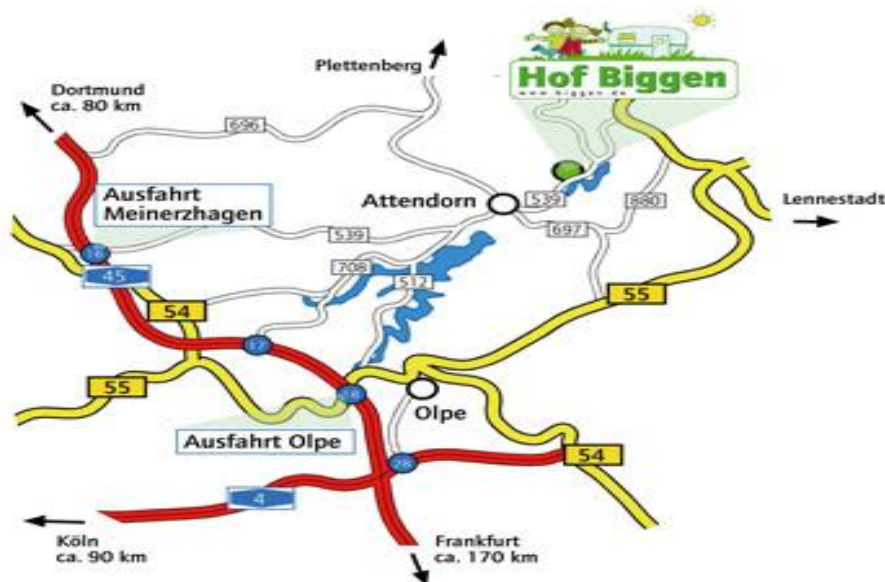 Hof Biggen
www.biggen.de
Plettenberg
Dortmund
ca. 80 km
696
Ausfahrt
Meinerzhagen
Attendorn
539
880
Lennestadt
16
539
697
45
708
512
54
55
17
55
18
Olpe
Ausfahrt Olpe
54
28
4
Köln
ca. 90 km
Frankfurt
ca. 170 km